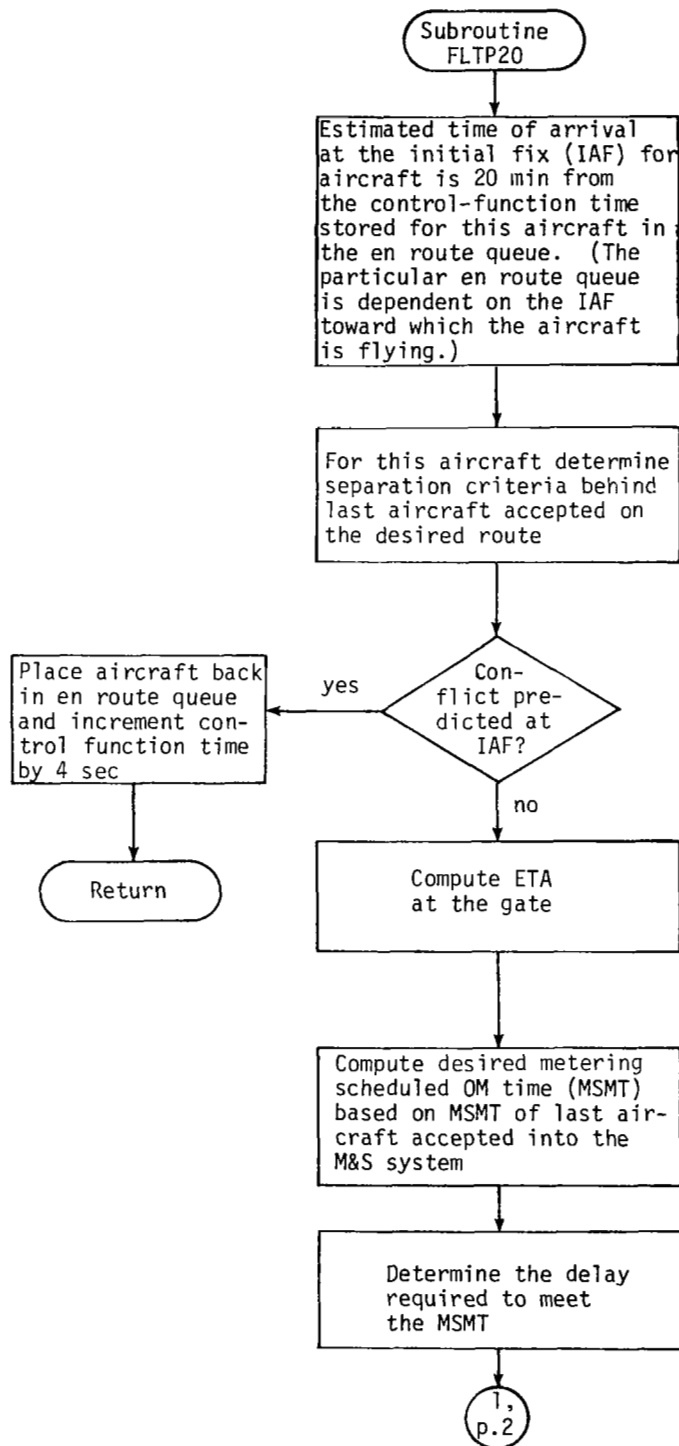 Subroutine
FLTP20
Estimated time of arrival
at the initial fix (IAF) for
aircraft is 20 min from
the control-function time
stored for this aircraft in
the en route queue. (The
particular en route queue
is dependent on the IAF
toward which the aircraft
is flying.)
For this aircraft determine
separation criteria behind
last aircraft accepted on
the desired route
Con-
flict pre-
dicted at
IAF?
yes
Place aircraft back
in en route queue
and increment con-
trol function time
by 4 sec
Return
no
Compute ETA
at the gate
Compute desired metering
scheduled OM time (MSMT)
based on MSMT of last air-
craft accepted into the
M&S system
Determine the delay
required to meet
the MSMT
1,
p.2